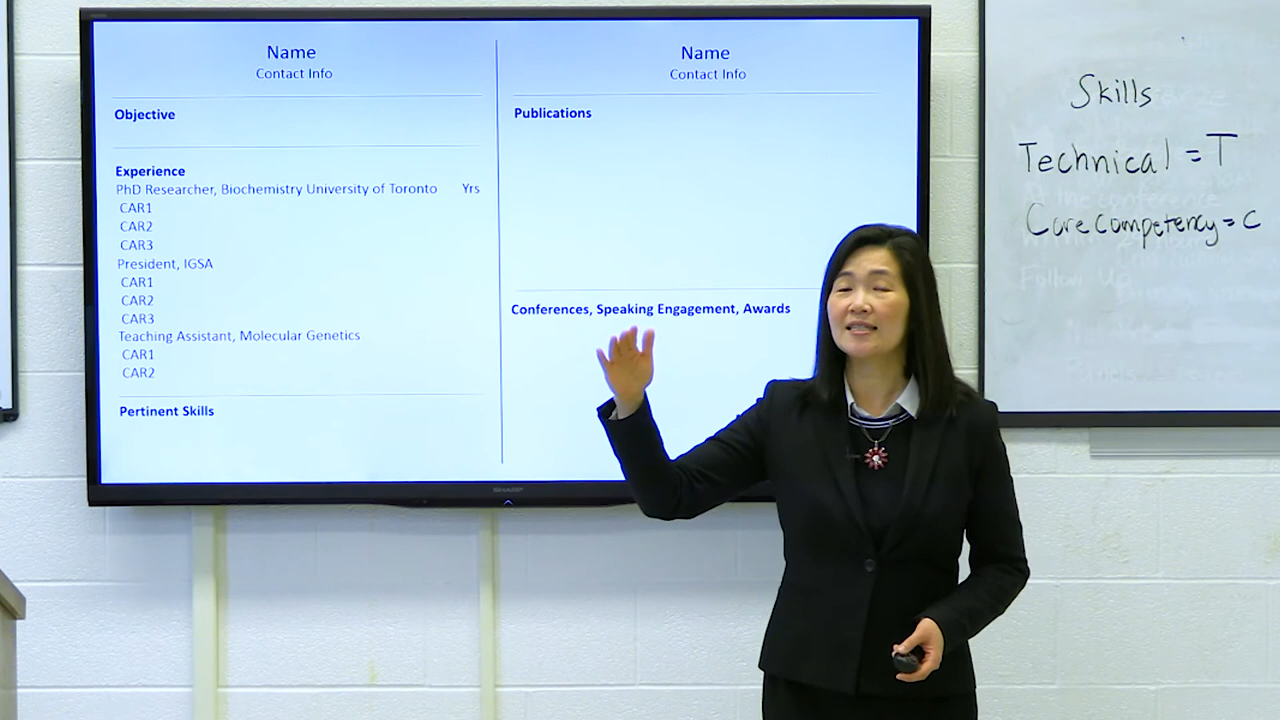 Name
Contact Info
Objective
Experience
PhD Researcher, Biochemistry University of Toronto Yrs
CAR1
CAR2
CAR3
President, IGSA
CAR1
CAR2
CAR3
Teaching Assistant, Molecular Genetics
CAR1
CAR2
Pertinent Skills
Name
Contact Info
Publications
Conferences, Speaking Engagement, Awards
SHARP
Skills
Technical = T
Core competency = C
Follow Up